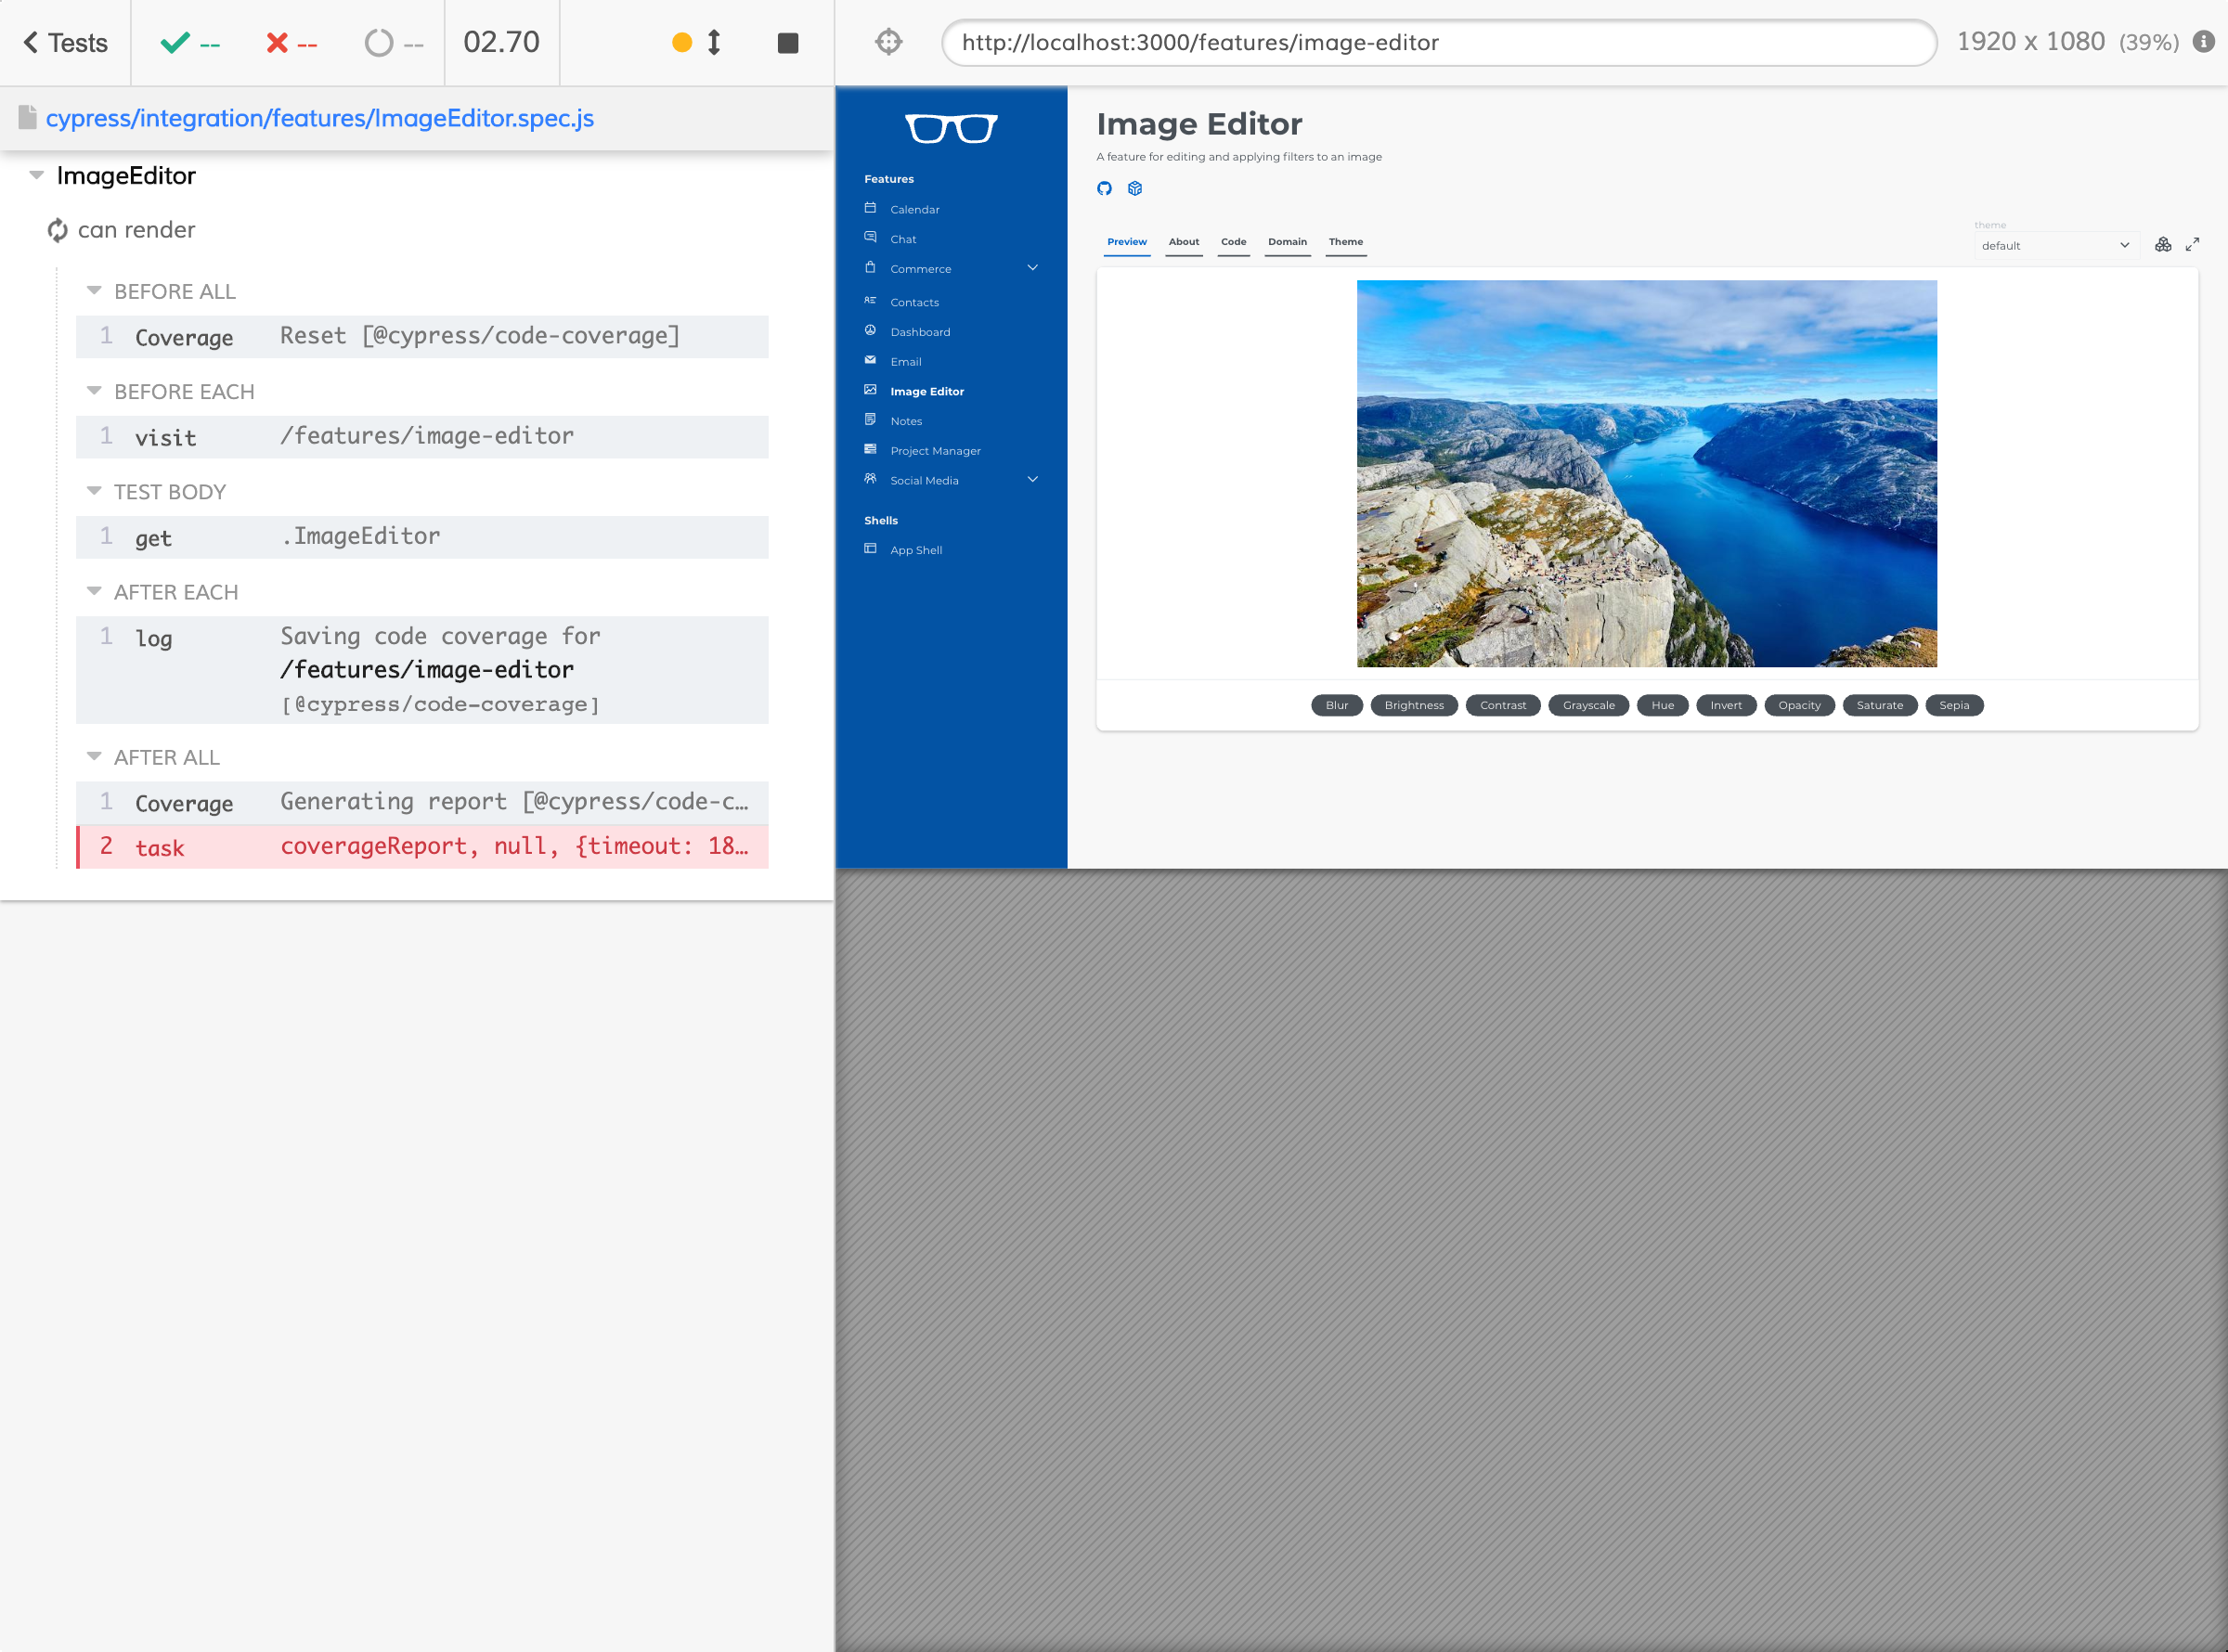 Tests
--
--
--
02.70
http://localhost:3000/features/image-editor
1920 x 1080 (39%)
cypress/integration/features/ImageEditor.spec.js
ImageEditor
can render
BEFORE ALL
1 Coverage Reset [@cypress/code-coverage]
BEFORE EACH
1 visit /features/image-editor
TEST BODY
1 get .ImageEditor
AFTER EACH
1 log Saving code coverage for
/features/image-editor
[@cypress/code-coverage]
AFTER ALL
1 Coverage Generating report [@cypress/code-c…
2 task coverageReport, null, {timeout: 18…
Features
Calendar
Chat
Commerce
Contacts
Dashboard
Email
Image Editor
Notes
Project Manager
Social Media
Shells
App Shell
Image Editor
A feature for editing and applying filters to an image
Preview About Code Domain Theme
theme
default
Blur Brightness Contrast Grayscale Hue Invert Opacity Saturate Sepia